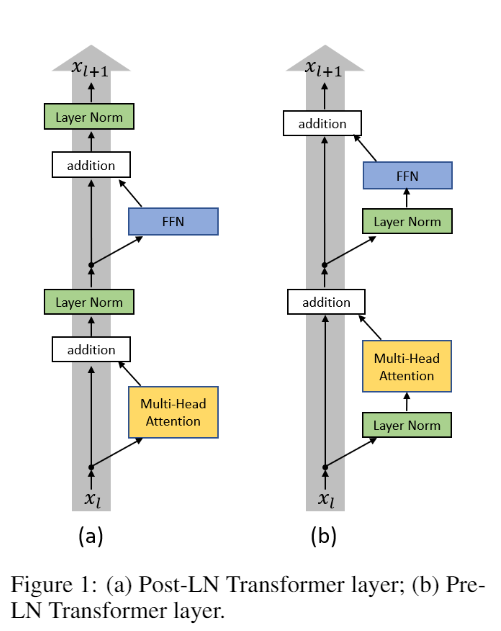 x_{l+1}
Layer Norm
addition
FFN
Layer Norm
addition
Multi-Head
Attention
x_l
(a)
x_{l+1}
addition
FFN
Layer Norm
addition
Multi-Head
Attention
Layer Norm
x_l
(b)
Figure 1: (a) Post-LN Transformer layer; (b) Pre-
LN Transformer layer.